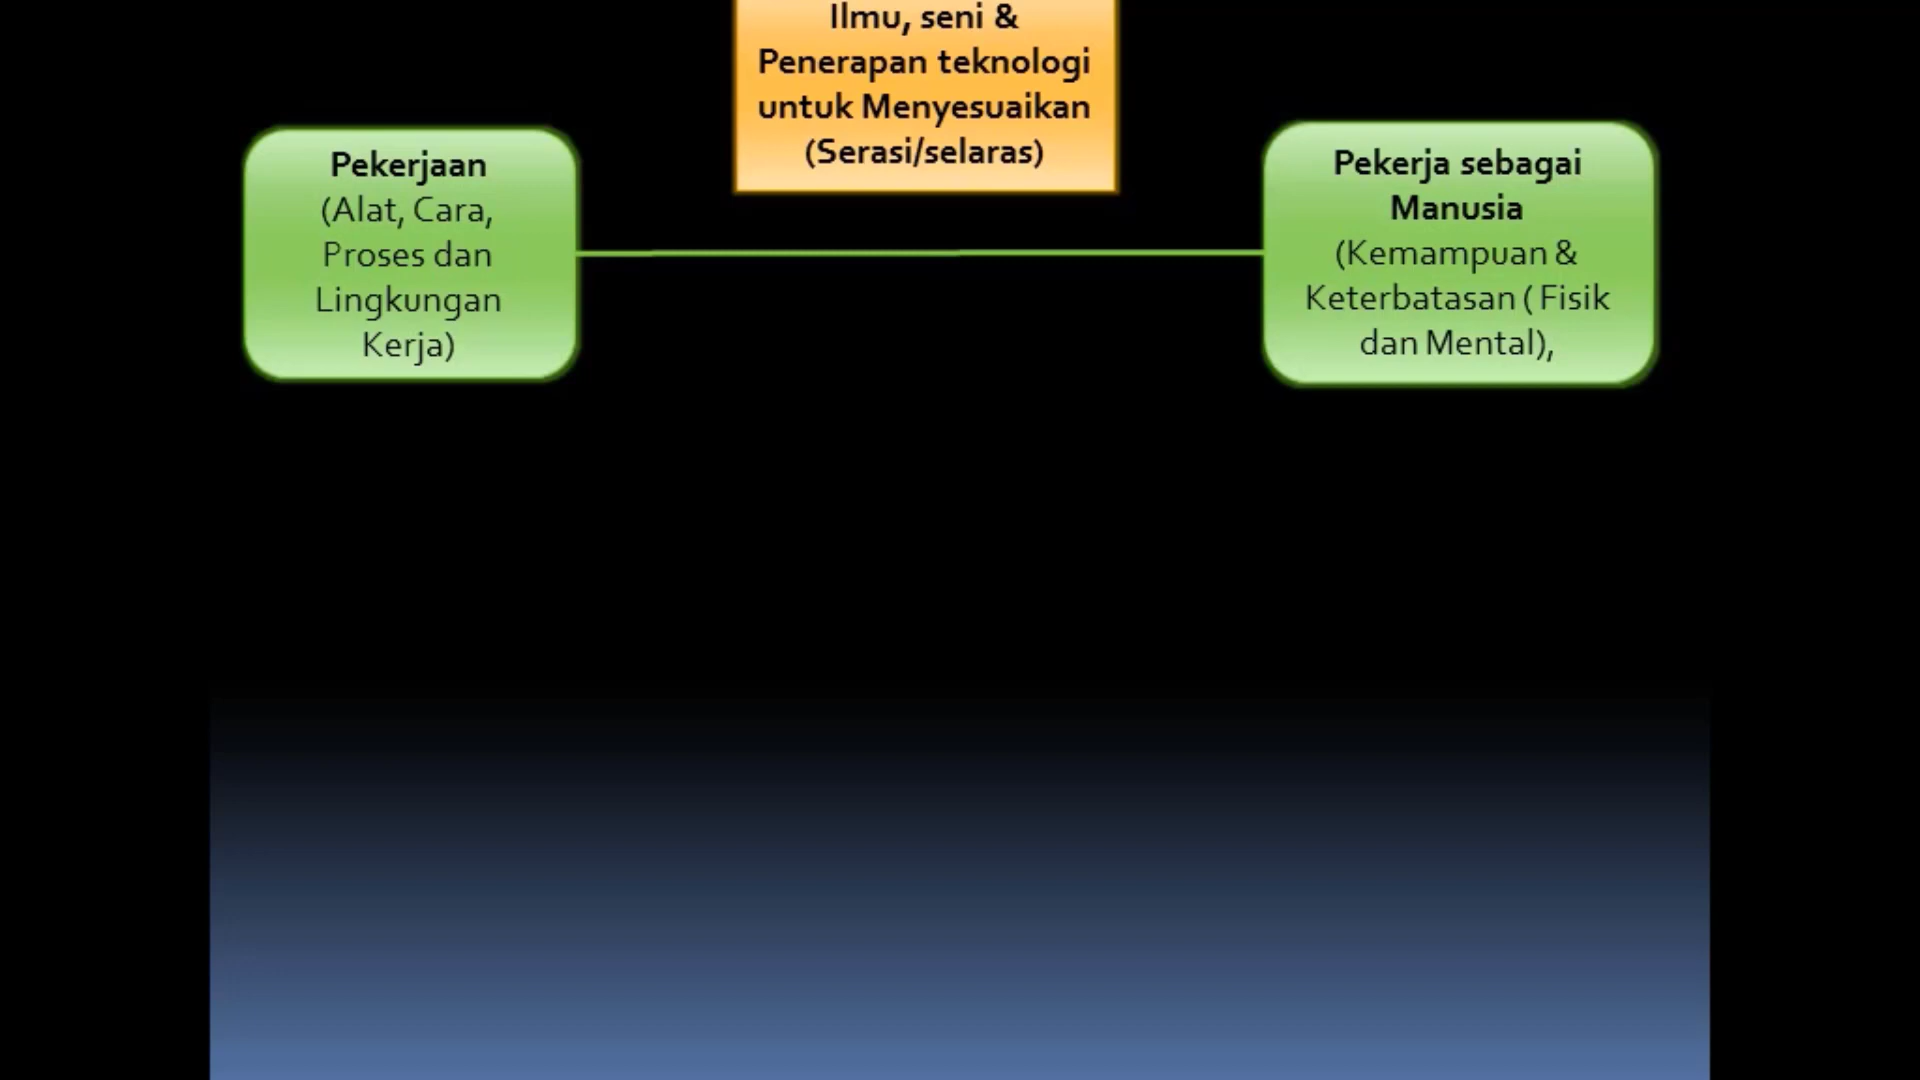 Ilmu, seni &
Penerapan teknologi
untuk Menyesuaikan
(Serasi/selaras)
Pekerjaan
(Alat, Cara,
Proses dan
Lingkungan
Kerja)
Pekerja sebagai
Manusia
(Kemampuan &
Keterbatasan ( Fisik
dan Mental),